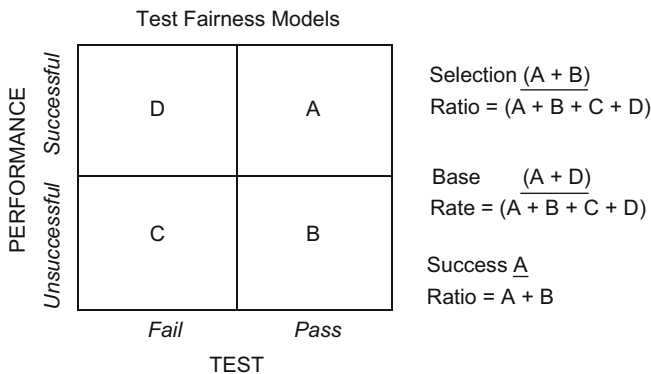 Test Fairness Models
PERFORMANCE
Successful
Unsuccessful
D
A
C
B
Fail
Pass
TEST
Selection (A + B)
Ratio = (A + B + C + D)
Base (A + D)
Rate = (A + B + C + D)
Success A
Ratio = A + B